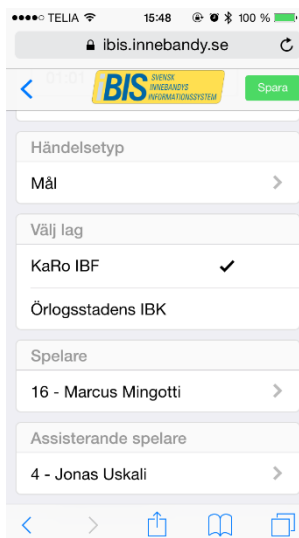 TELIA 15:48 100 %
ibis.innebandy.se
IBIS SVENSK INNEBANDYS INFORMATIONSSYSTEM
Spara
Händelsetyp
Mål
Välj lag
KaRo IBF
Örlogsstadens IBK
Spelare
16 - Marcus Mingotti
Assisterande spelare
4 - Jonas Uskali